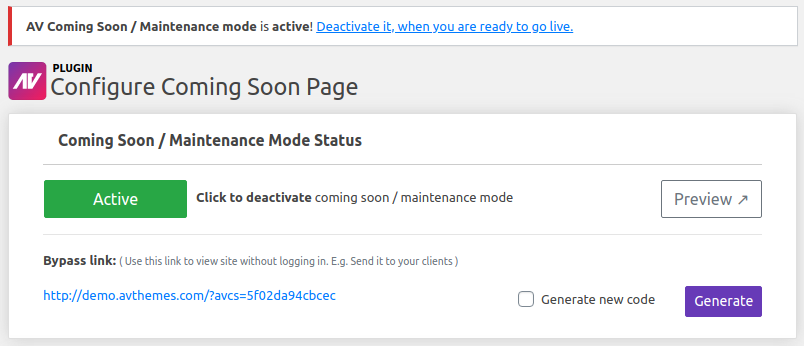 AV Coming Soon / Maintenance mode is active! Deactivate it, when you are ready to go live.
AV
PLUGIN
Configure Coming Soon Page
Coming Soon / Maintenance Mode Status
Active Click to deactivate coming soon / maintenance mode Preview ↗
Bypass link: ( Use this link to view site without logging in. E.g. Send it to your clients )
http://demo.avthemes.com/?avcs=5f02da94cbcec Generate new code Generate